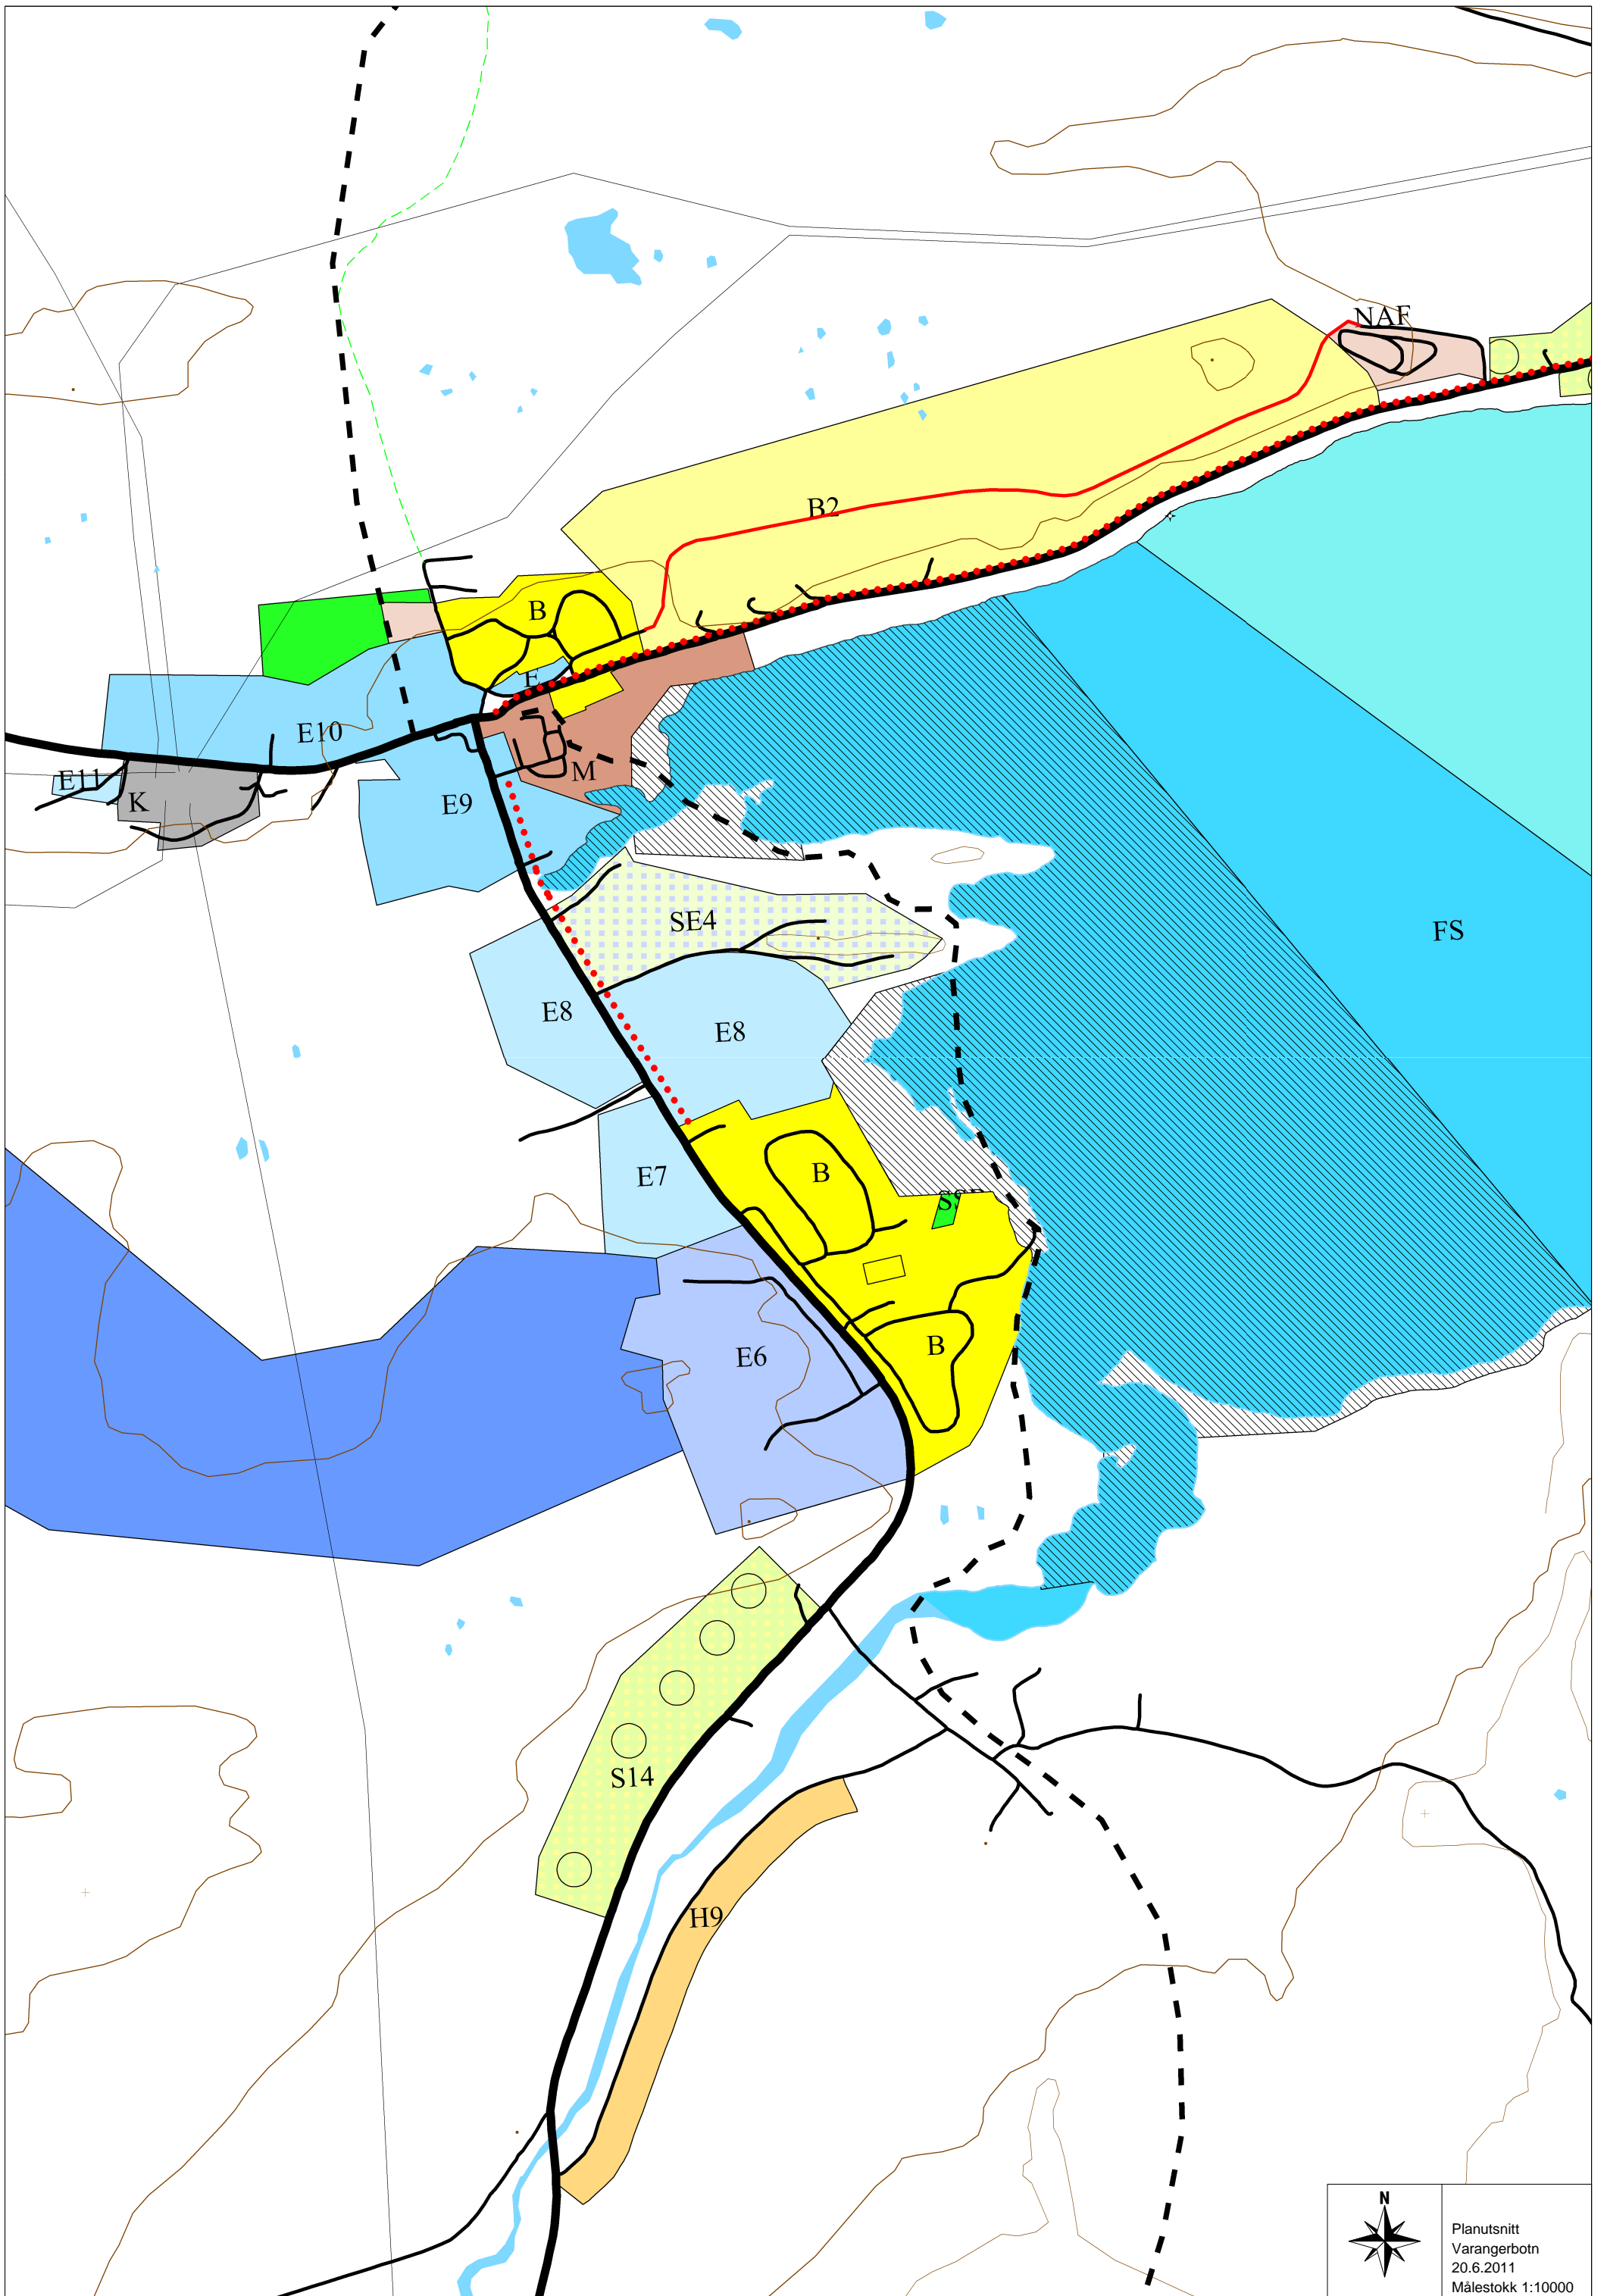 NAF
B2
B
E
E10
M
E11
K
E9
SE4
FS
E8
E8
B
E7
B
E6
S14
H9
N
Planutsnitt
Varangerbotn
20.6.2011
Målestokk 1:10000